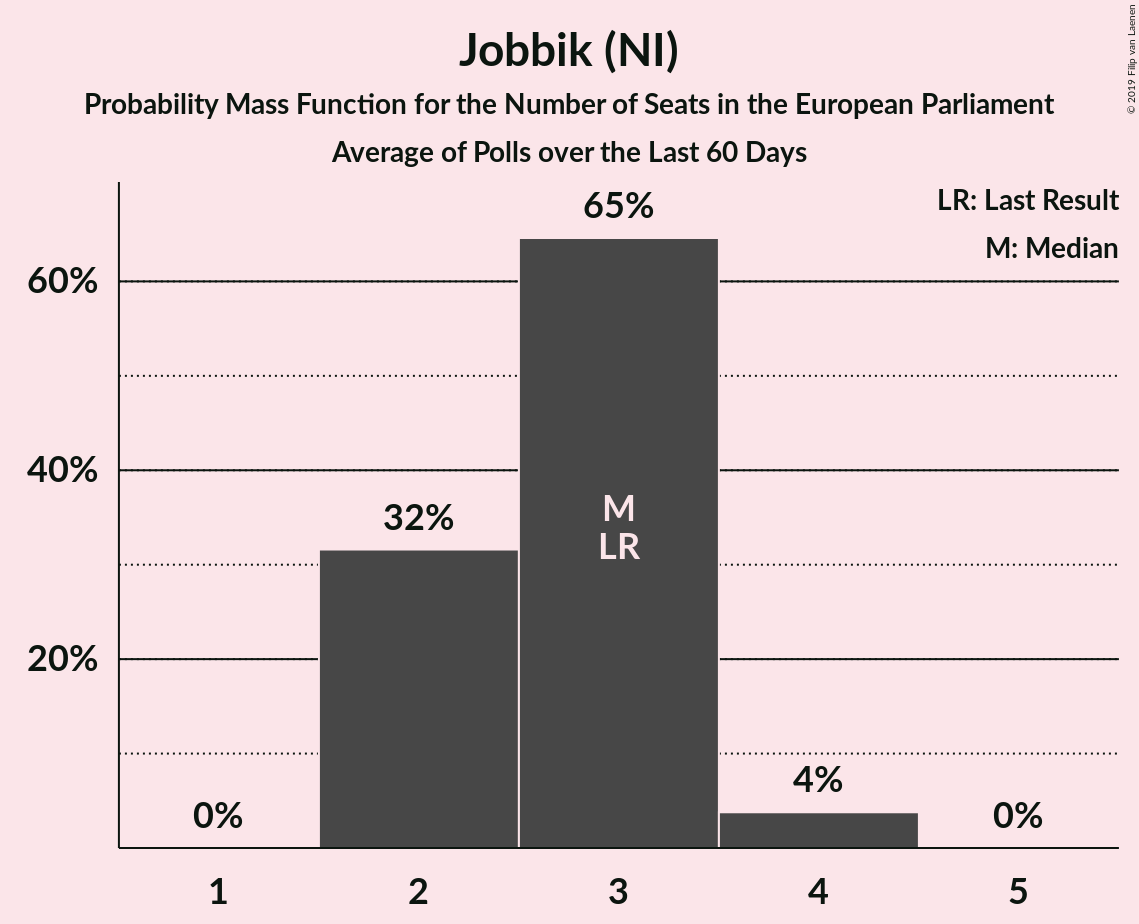 Jobbik (NI)
Probability Mass Function for the Number of Seats in the European Parliament
Average of Polls over the Last 60 Days
© 2019 Filip van Laenen
LR: Last Result
M: Median
60%
40%
20%
0%
32%
65%
M
LR
4%
0%
1
2
3
4
5